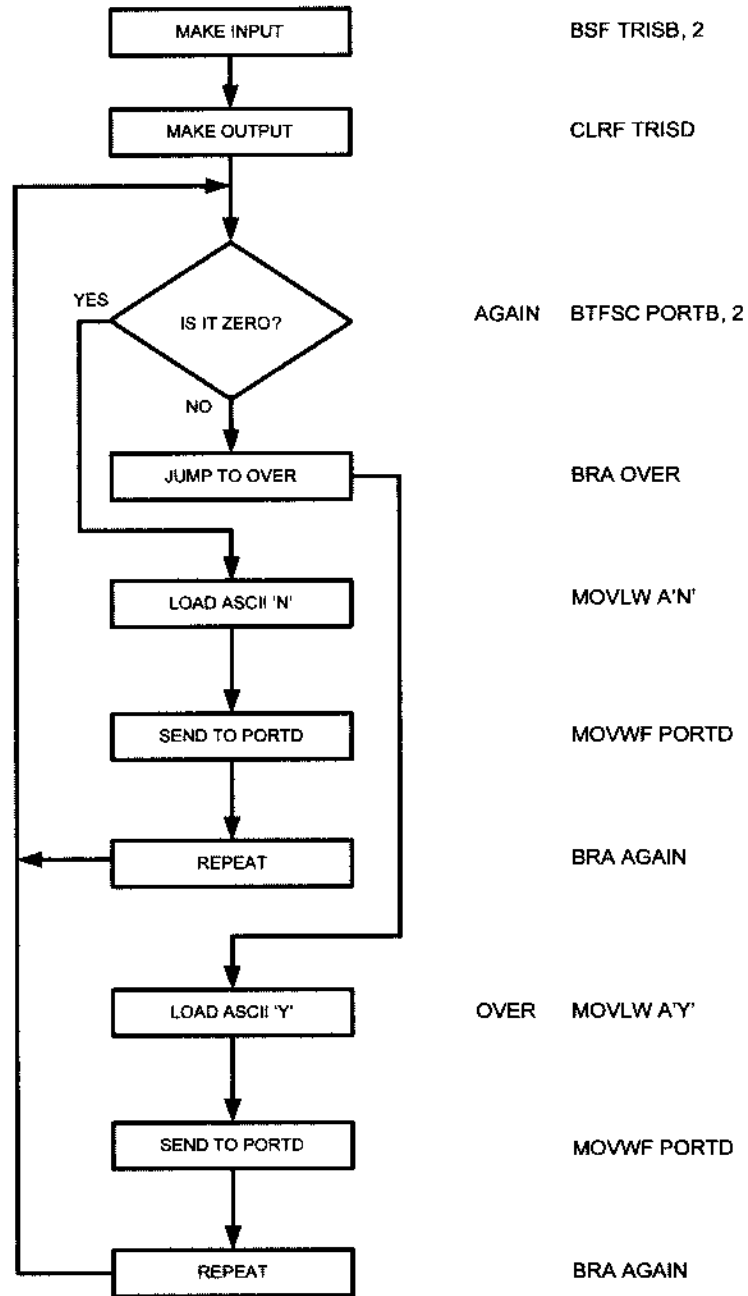 MAKE INPUT BSF TRISB, 2
MAKE OUTPUT CLRF TRISD
YES
IS IT ZERO? AGAIN BTFSC PORTB, 2
NO
JUMP TO OVER BRA OVER
LOAD ASCII 'N' MOVLW A'N'
SEND TO PORTD MOVWF PORTD
REPEAT BRA AGAIN
LOAD ASCII 'Y' OVER MOVLW A'Y'
SEND TO PORTD MOVWF PORTD
REPEAT BRA AGAIN